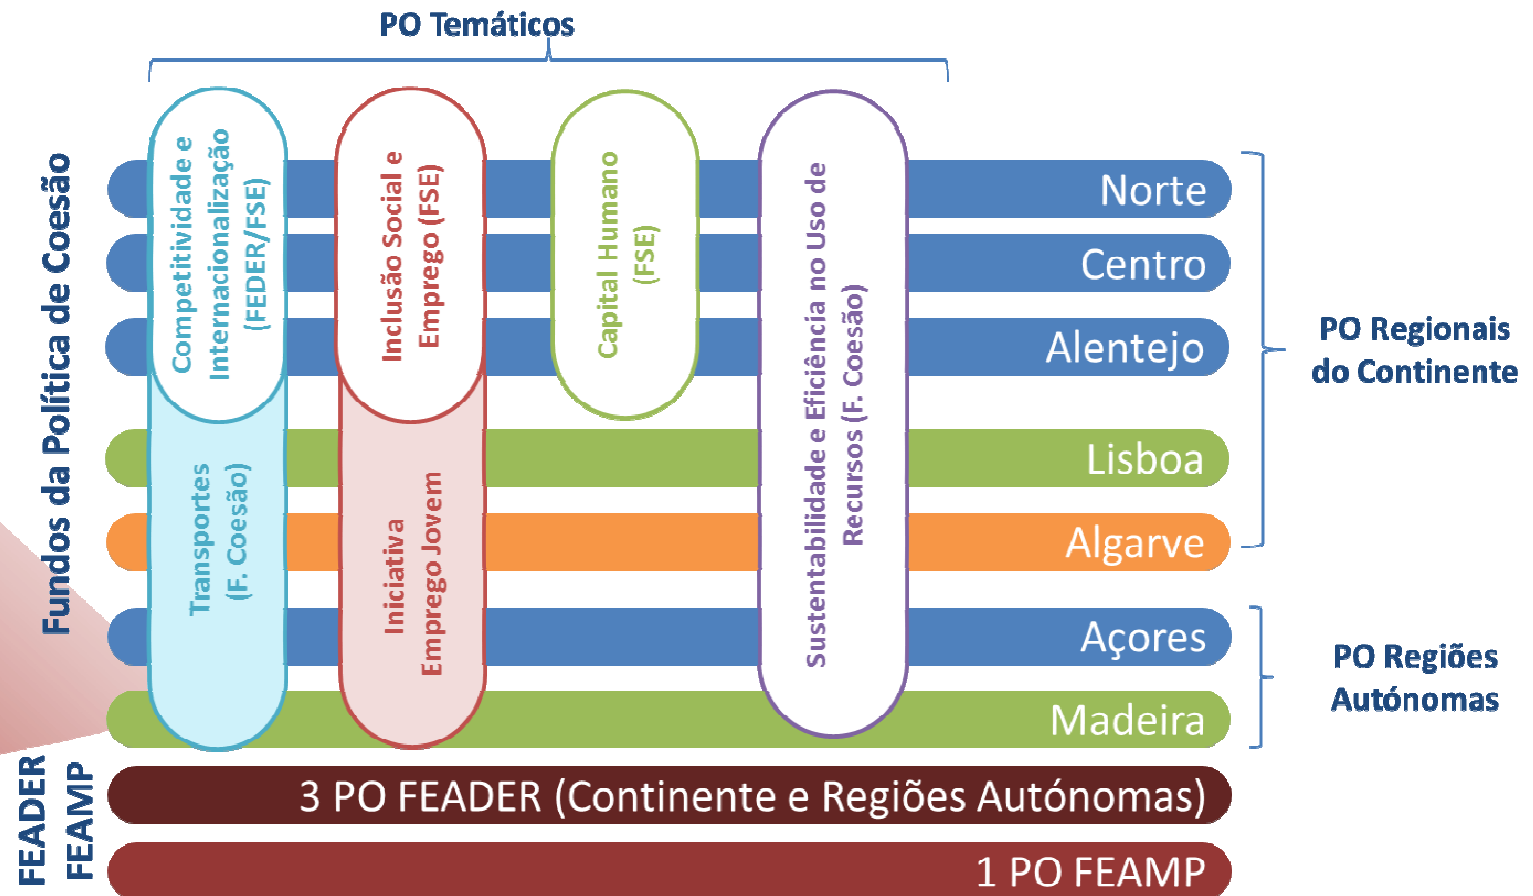 PO Temáticos
Fundos da Política de Coesão
Competitividade e
Internacionalização
(FEDER/FSE)
Transportes
(F. Coesão)
Inclusão Social e
Emprego (FSE)
Iniciativa
Emprego Jovem
Capital Humano
(FSE)
Sustentabilidade e Eficiência no Uso de
Recursos (F. Coesão)
Norte
Centro
Alentejo
Lisboa
Algarve
Açores
Madeira
PO Regionais
do Continente
PO Regiões
Autónomas
FEADER
FEAMP
3 PO FEADER (Continente e Regiões Autónomas)
1 PO FEAMP